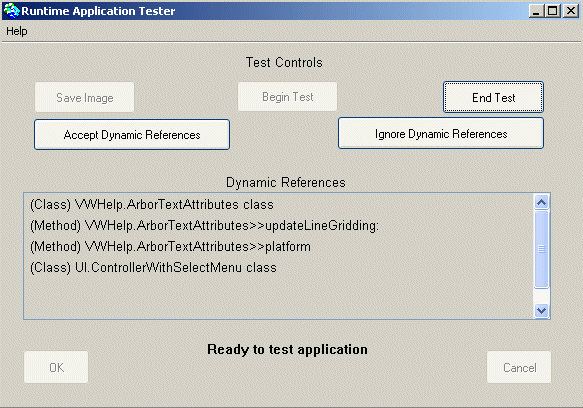 Runtime Application Tester
Help
Test Controls
Save Image
Begin Test
End Test
Accept Dynamic References
Ignore Dynamic References
Dynamic References
(Class) VWHelp.ArborTextAttributes class
(Method) VWHelp.ArborTextAttributes>>updateLineGridding:
(Method) VWHelp.ArborTextAttributes>>platform
(Class) UI.ControllerWithSelectMenu class
Ready to test application
OK
Cancel